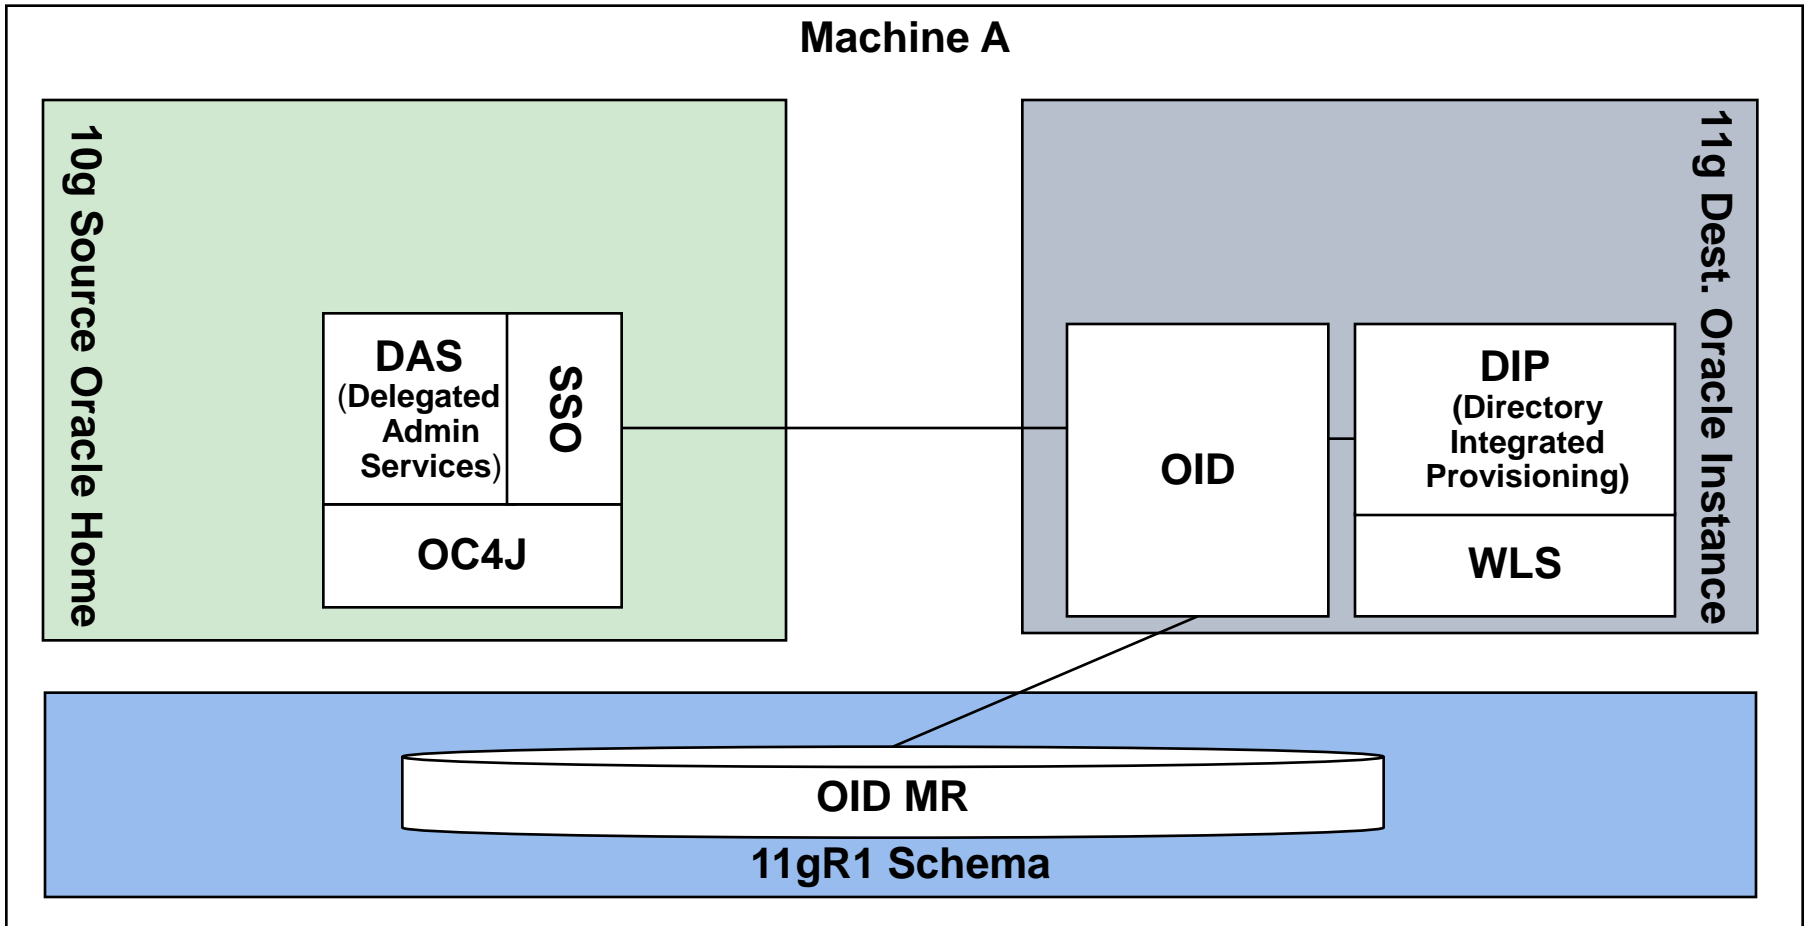 Machine A
10g Source Oracle Home
DAS
(Delegated
Admin
Services)
SSO
OC4J
11g Dest. Oracle Instance
OID
DIP
(Directory
Integrated
Provisioning)
WLS
OID MR
11gR1 Schema